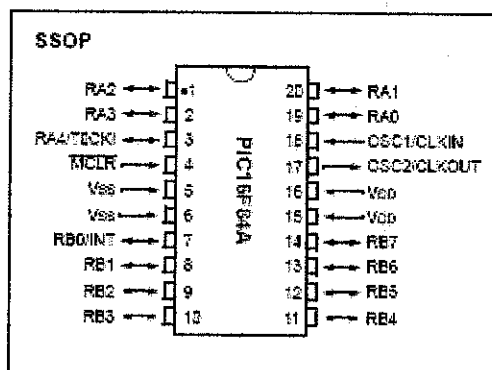 SSOP
RA2 1 20 RA1
RA3 2 19 RA0
RA4/T0CKI 3 18 OSC1/CLKIN
MCLR 4 17 OSC2/CLKOUT
Vss 5 16 VDD
Vss 6 15 VDD
RB0/INT 7 14 RB7
RB1 8 13 RB6
RB2 9 12 RB5
RB3 10 11 RB4
PIC16F84A